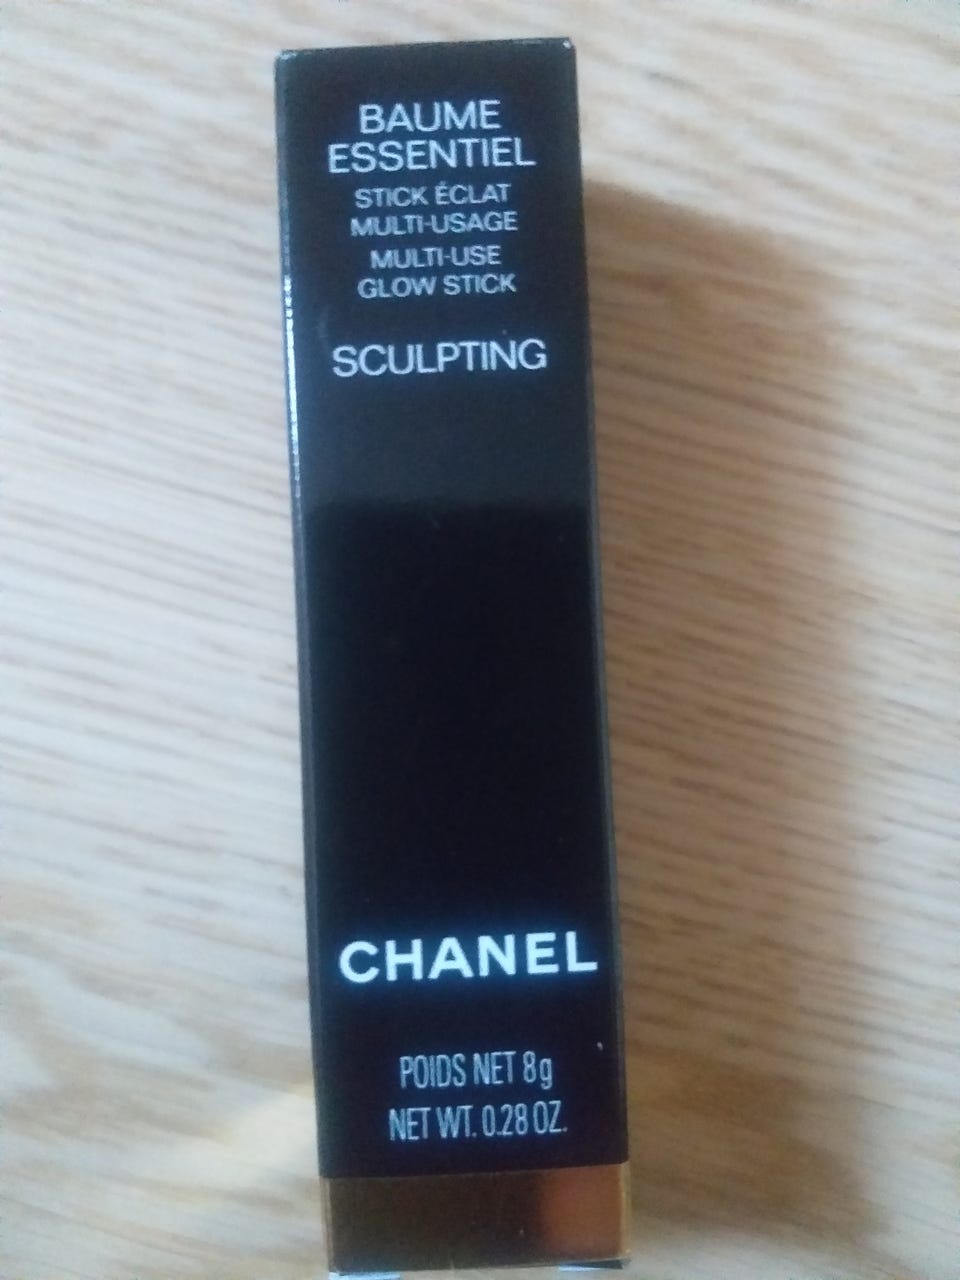 BAUME
ESSENTIEL
STICK ÉCLAT
MULTI-USAGE
MULTI-USE
GLOW STICK
SCULPTING
CHANEL
POIDS NET 8g
NET WT. 0.28 OZ.